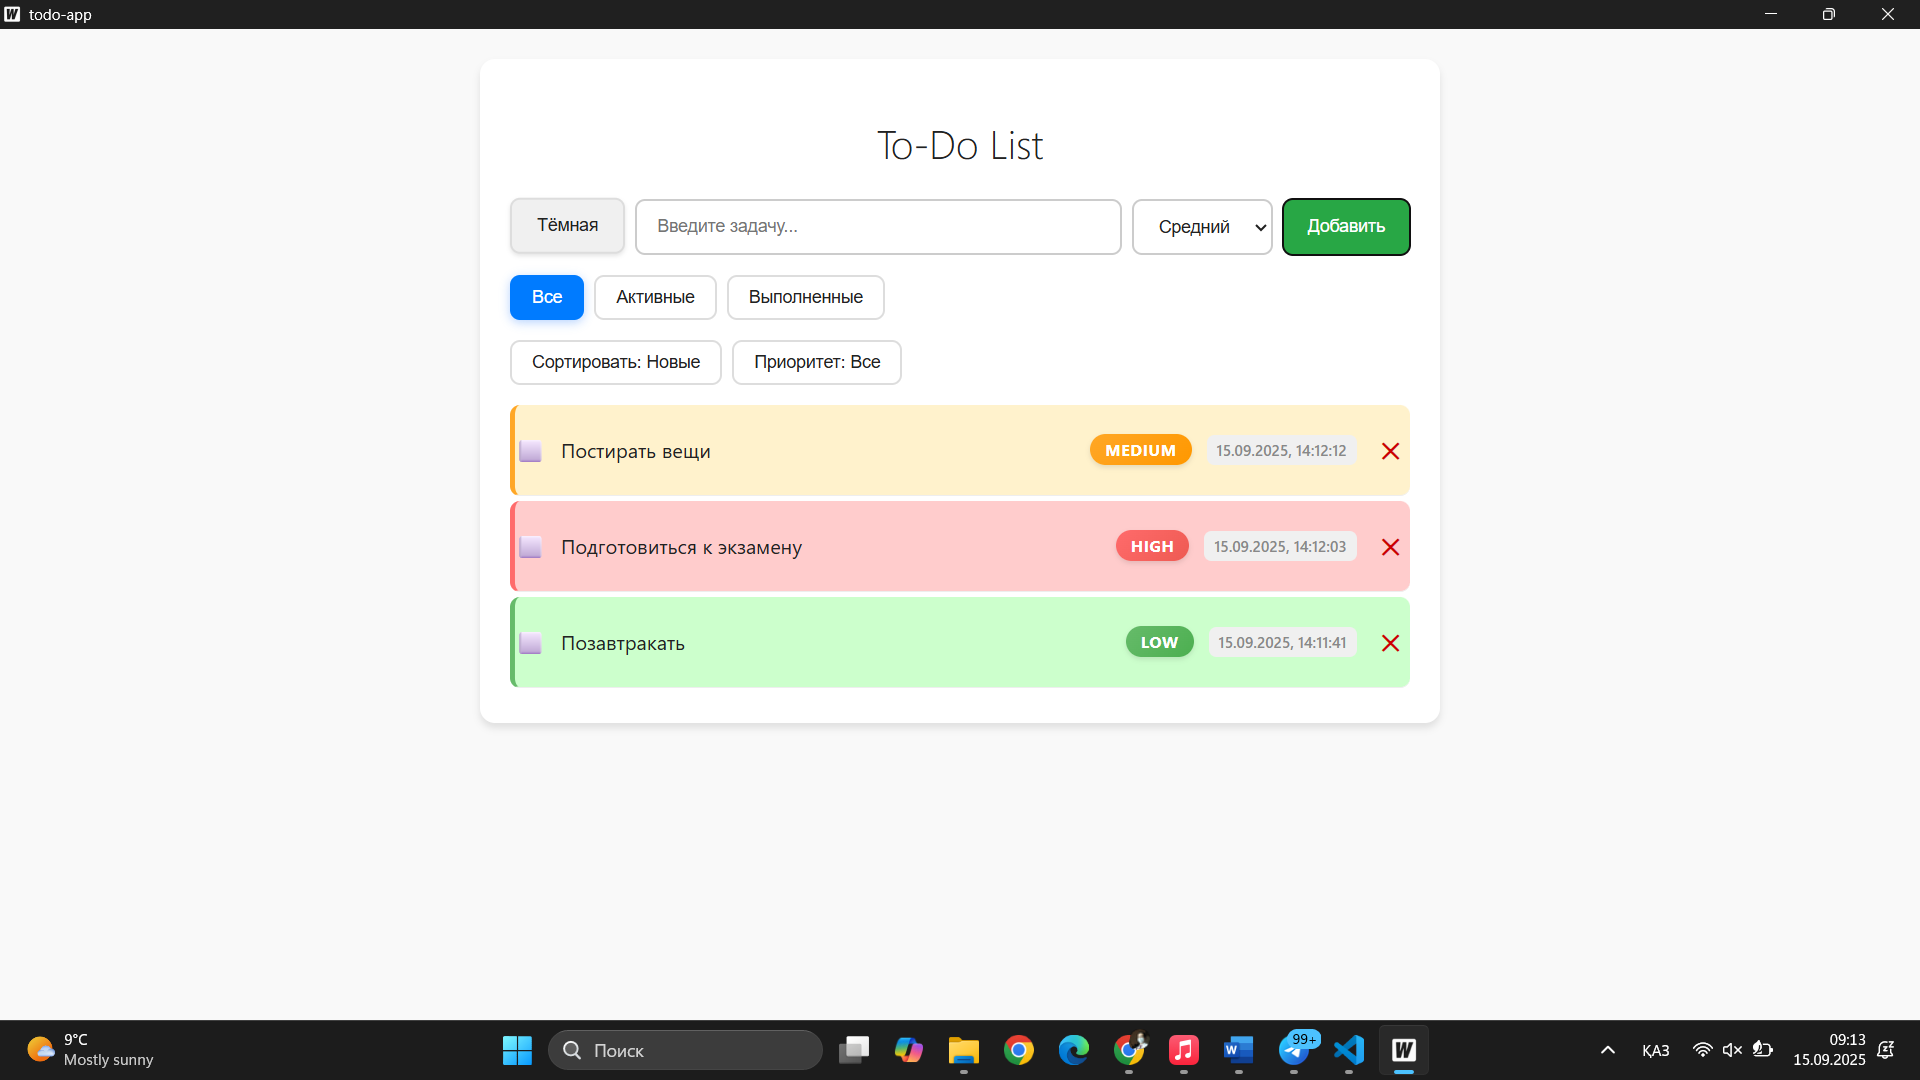 todo-app
To-Do List
Тёмная
Введите задачу...
Средний
Добавить
Все
Активные
Выполненные
Сортировать: Новые
Приоритет: Все
Постирать вещи
MEDIUM
15.09.2025, 14:12:12
Подготовиться к экзамену
HIGH
15.09.2025, 14:12:03
Позавтракать
LOW
15.09.2025, 14:11:41
9°C
Mostly sunny
Поиск
99+
ҚАЗ
09:13
15.09.2025